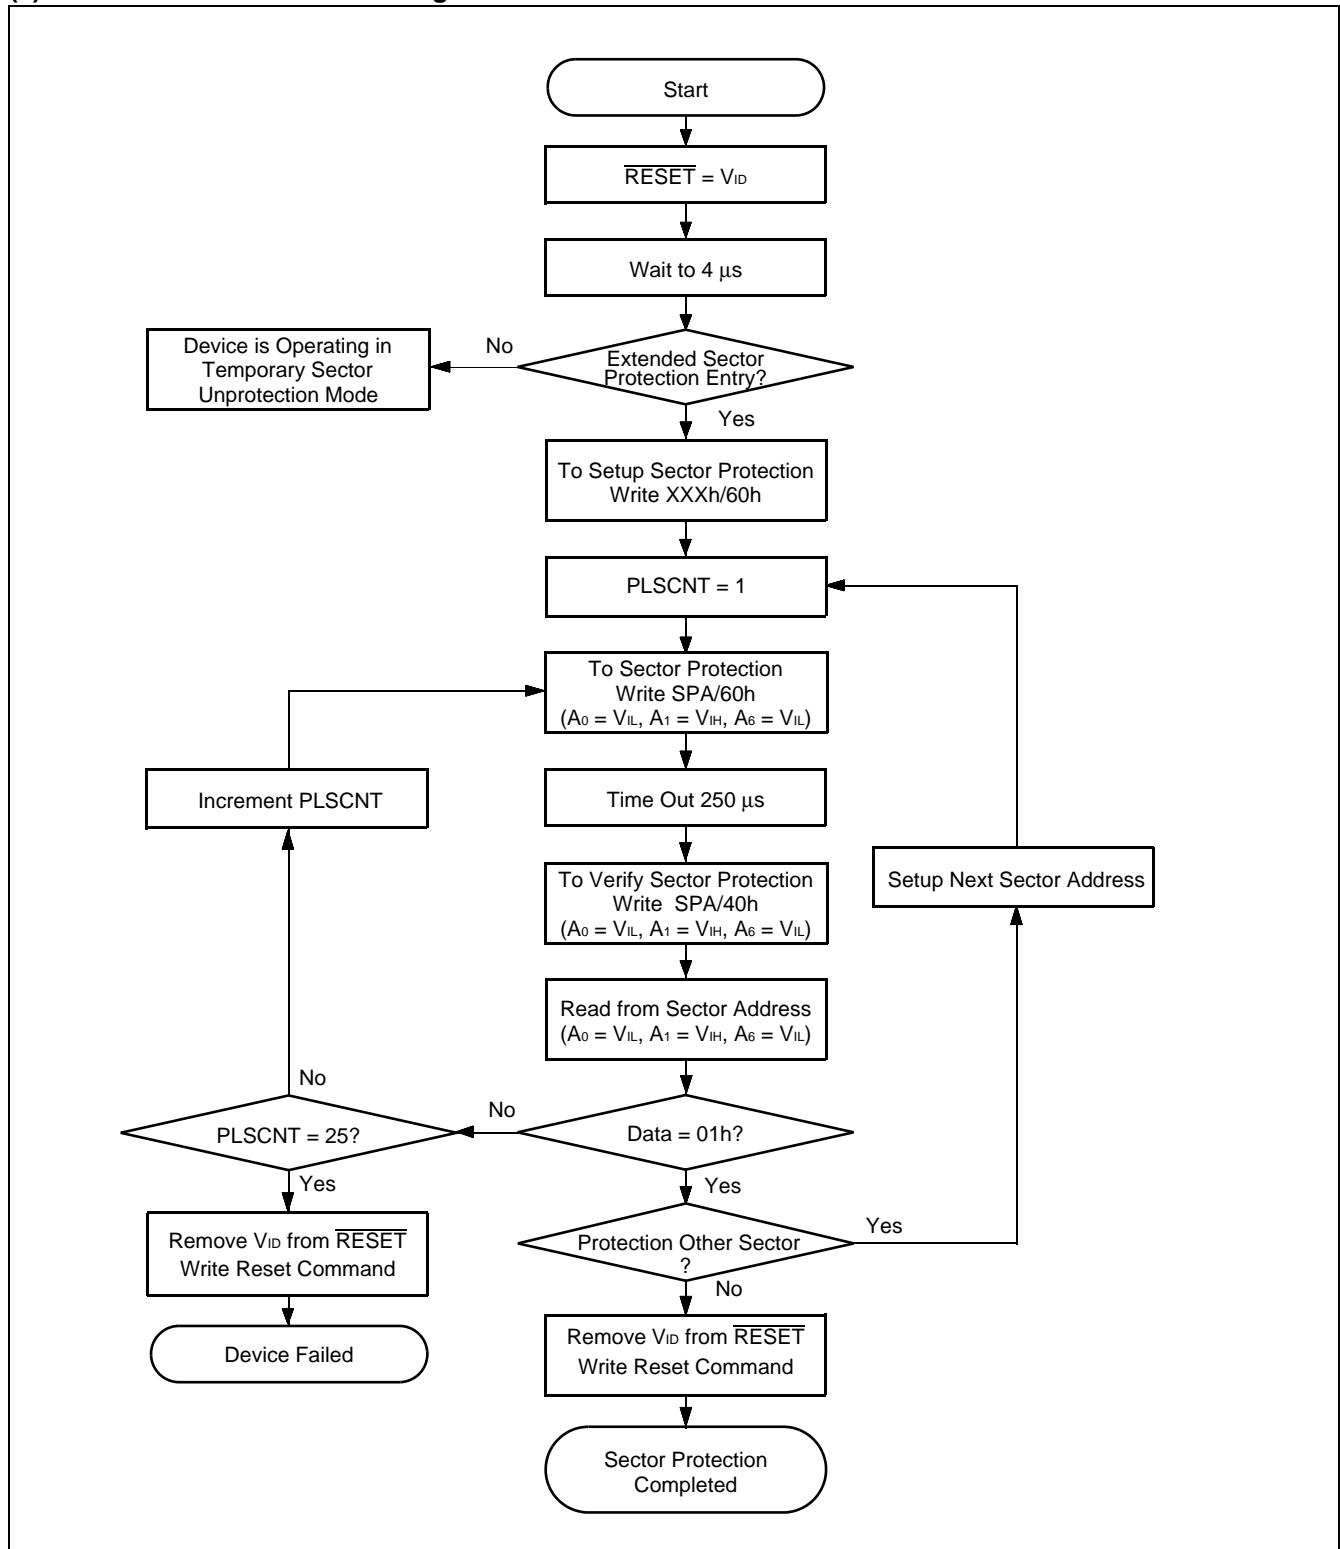 Start
RESET = VID
Wait to 4 μs
Extended Sector
Protection Entry?
No
Device is Operating in
Temporary Sector
Unprotection Mode
Yes
To Setup Sector Protection
Write XXXh/60h
PLSCNT = 1
To Sector Protection
Write SPA/60h
(A0 = VIL, A1 = VIH, A6 = VIL)
Increment PLSCNT
Time Out 250 μs
To Verify Sector Protection
Write SPA/40h
(A0 = VIL, A1 = VIH, A6 = VIL)
Setup Next Sector Address
Read from Sector Address
(A0 = VIL, A1 = VIH, A6 = VIL)
No
No
PLSCNT = 25?
Data = 01h?
Yes
Yes
Remove VID from RESET
Write Reset Command
Protection Other Sector
?
Yes
No
Device Failed
Remove VID from RESET
Write Reset Command
Sector Protection
Completed